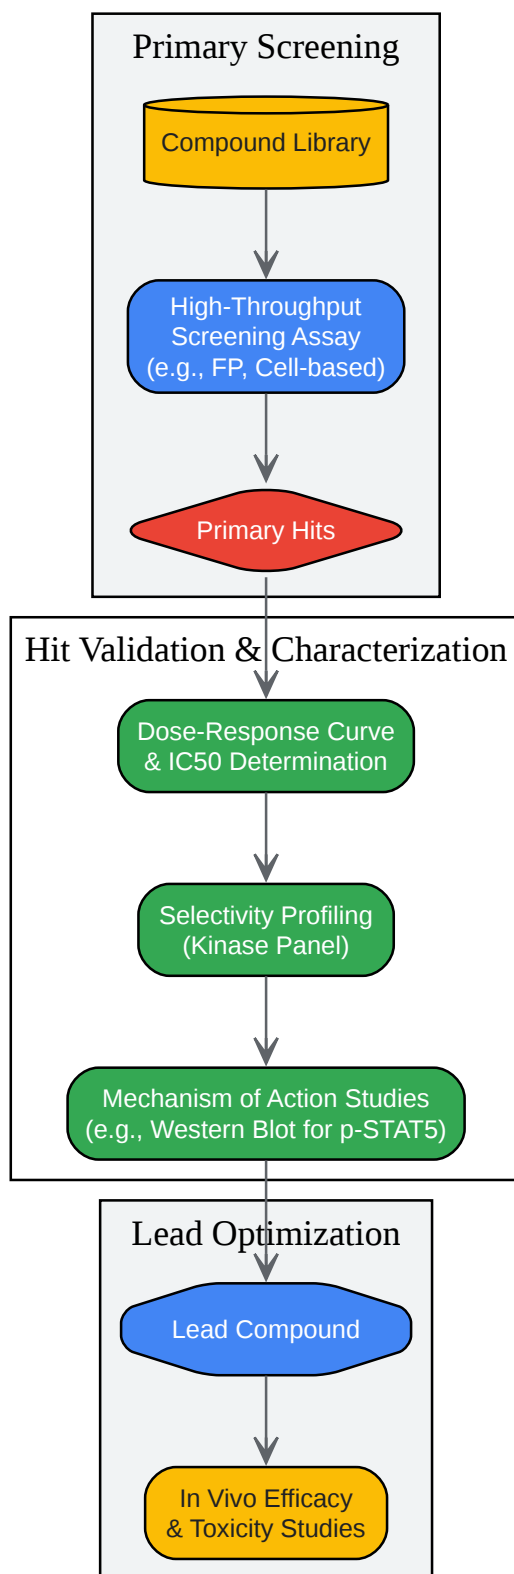 Primary Screening
Compound Library
High-Throughput
Screening Assay
(e.g., FP, Cell-based)
Primary Hits
Hit Validation & Characterization
Dose-Response Curve
& IC50 Determination
Selectivity Profiling
(Kinase Panel)
Mechanism of Action Studies
(e.g., Western Blot for p-STAT5)
Lead Optimization
Lead Compound
In Vivo Efficacy
& Toxicity Studies